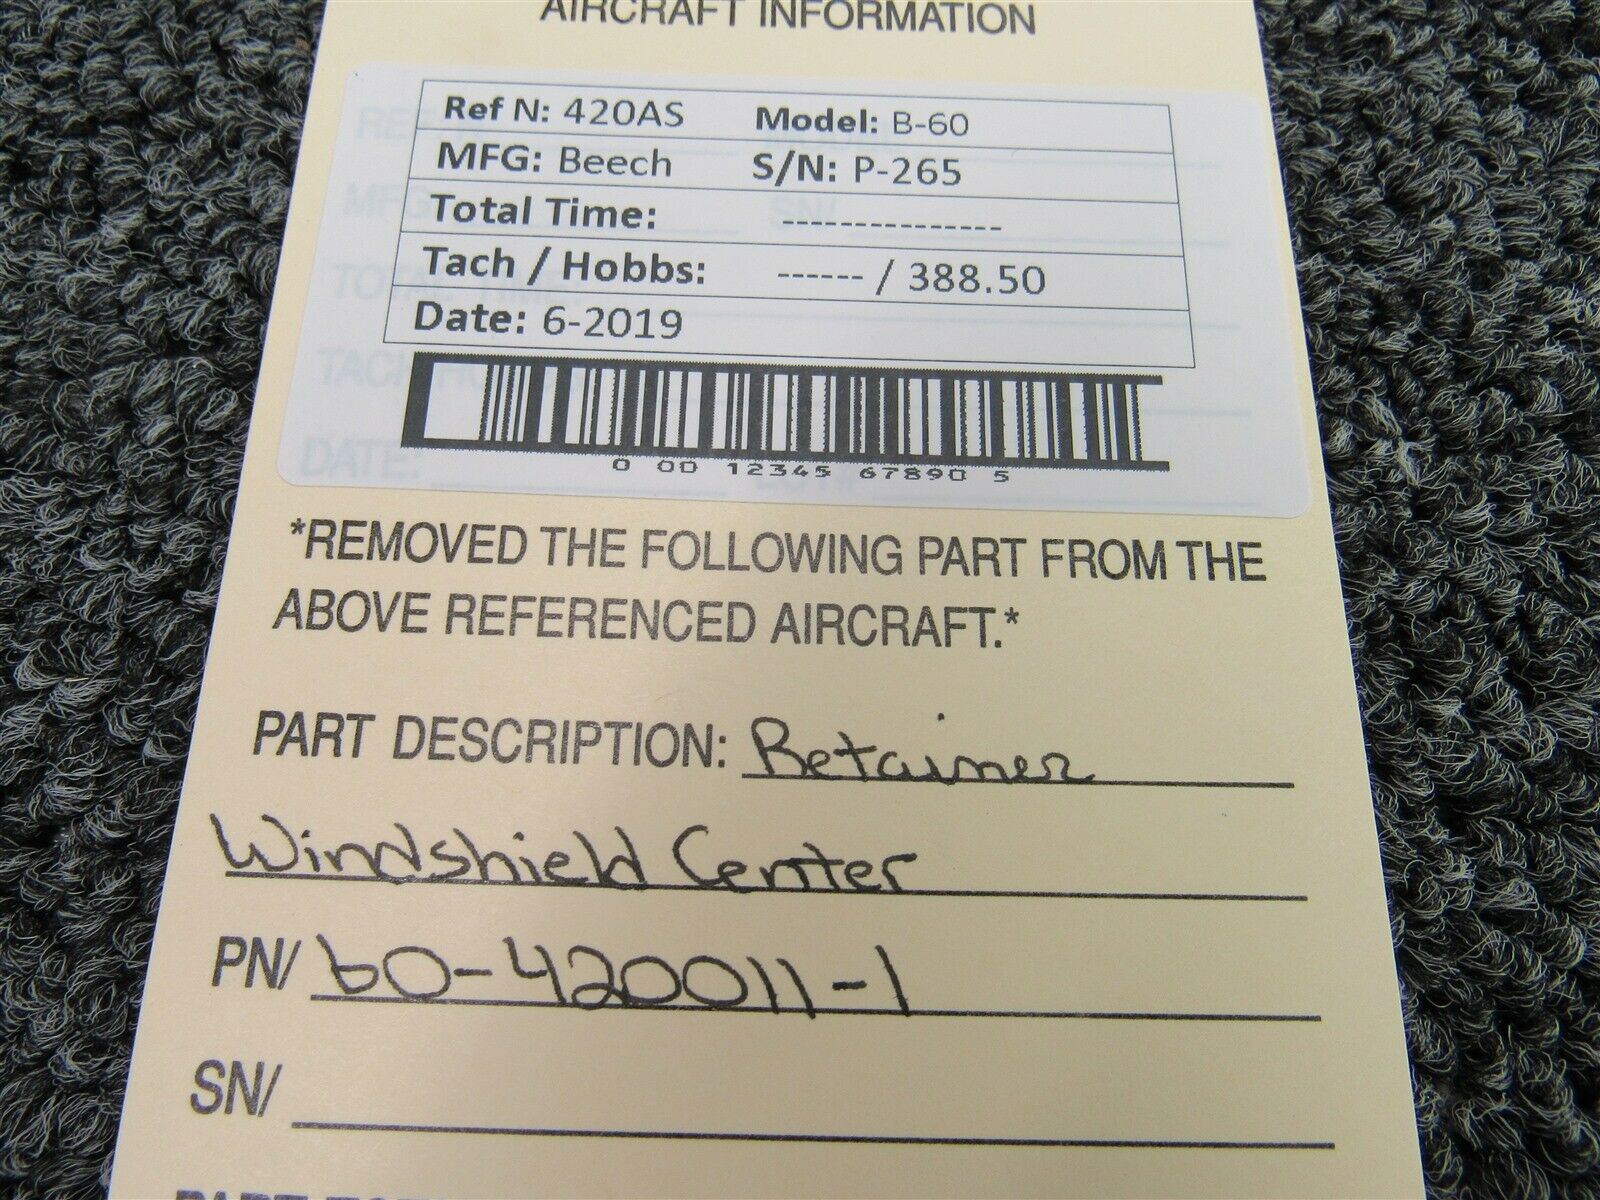 AIRCRAFT INFORMATION
Ref N: 420AS Model: B-60
MFG: Beech S/N: P-265
Total Time: ---------------
Tach / Hobbs: ------ / 388.50
Date: 6-2019
0 00 12345 67890 5
*REMOVED THE FOLLOWING PART FROM THE
ABOVE REFERENCED AIRCRAFT.*
PART DESCRIPTION: Retainer
Windshield Center
PN/ 60-420011-1
SN/